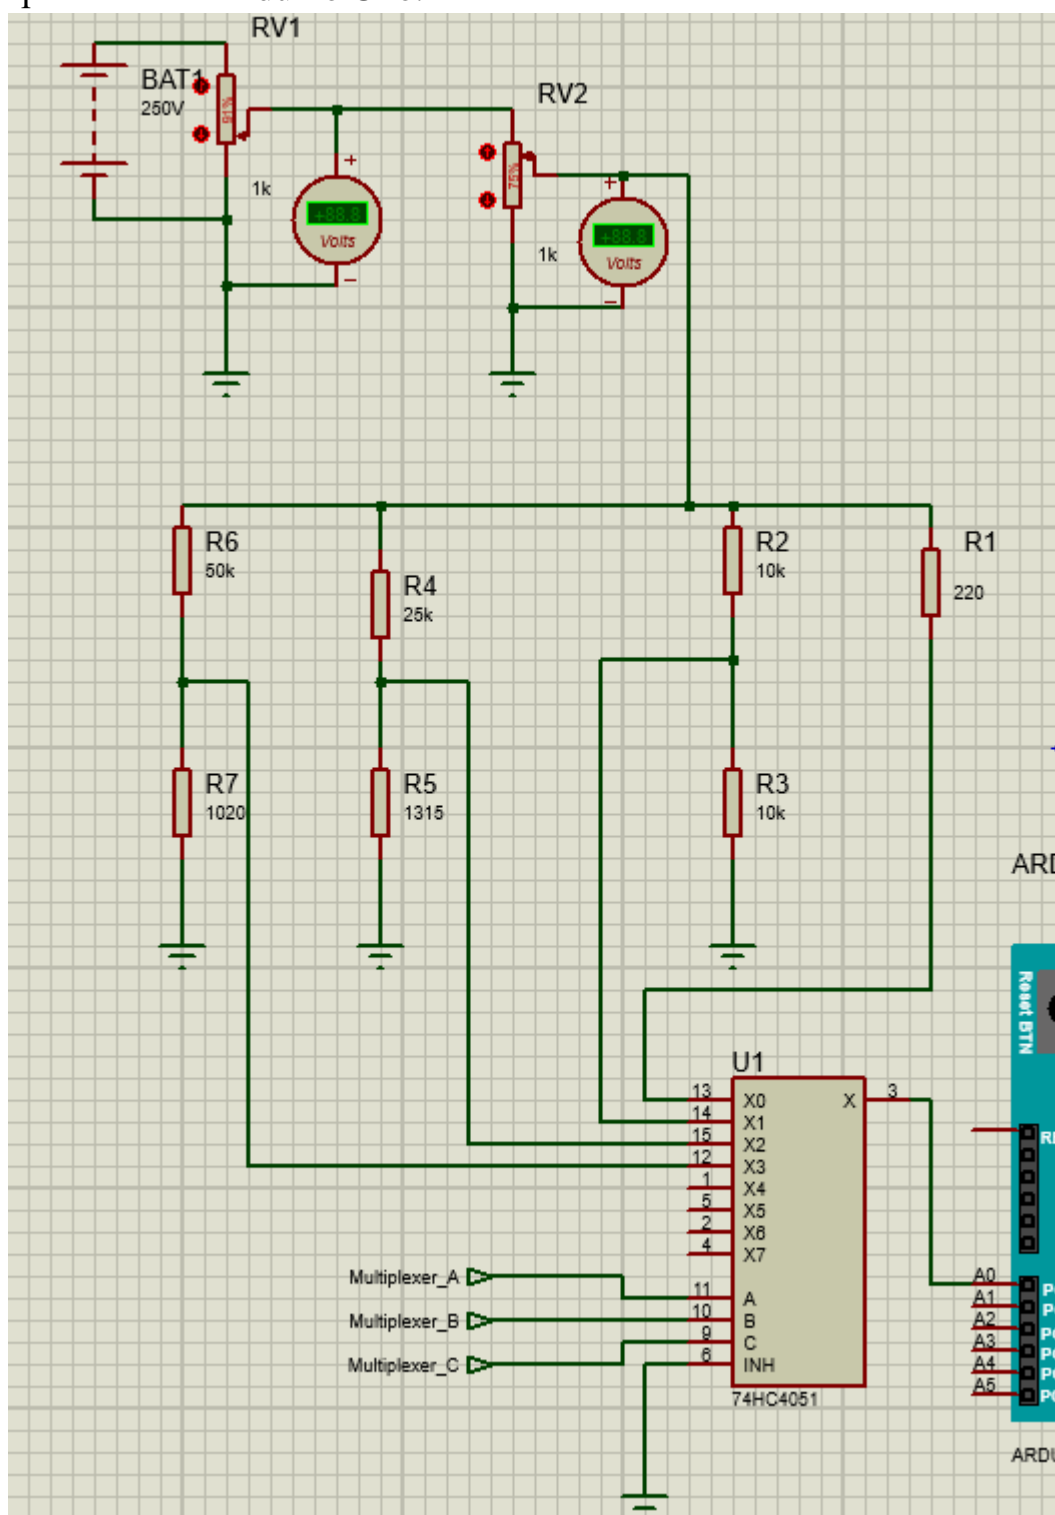 RV1
BAT1
250V
91%
1k
+88.8
Volts
RV2
75%
1k
+88.8
Volts
R6
50k
R4
25k
R2
10k
R1
220
R7
1020
R5
1315
R3
10k
ARD
Reset BTN
U1
13 X0 X 3
14 X1
15 X2
12 X3
1 X4
5 X5
2 X6
4 X7
Multiplexer_A 11 A
Multiplexer_B 10 B
Multiplexer_C 9 C
6 INH
74HC4051
A0
A1
A2
A3
A4
A5
ARDU